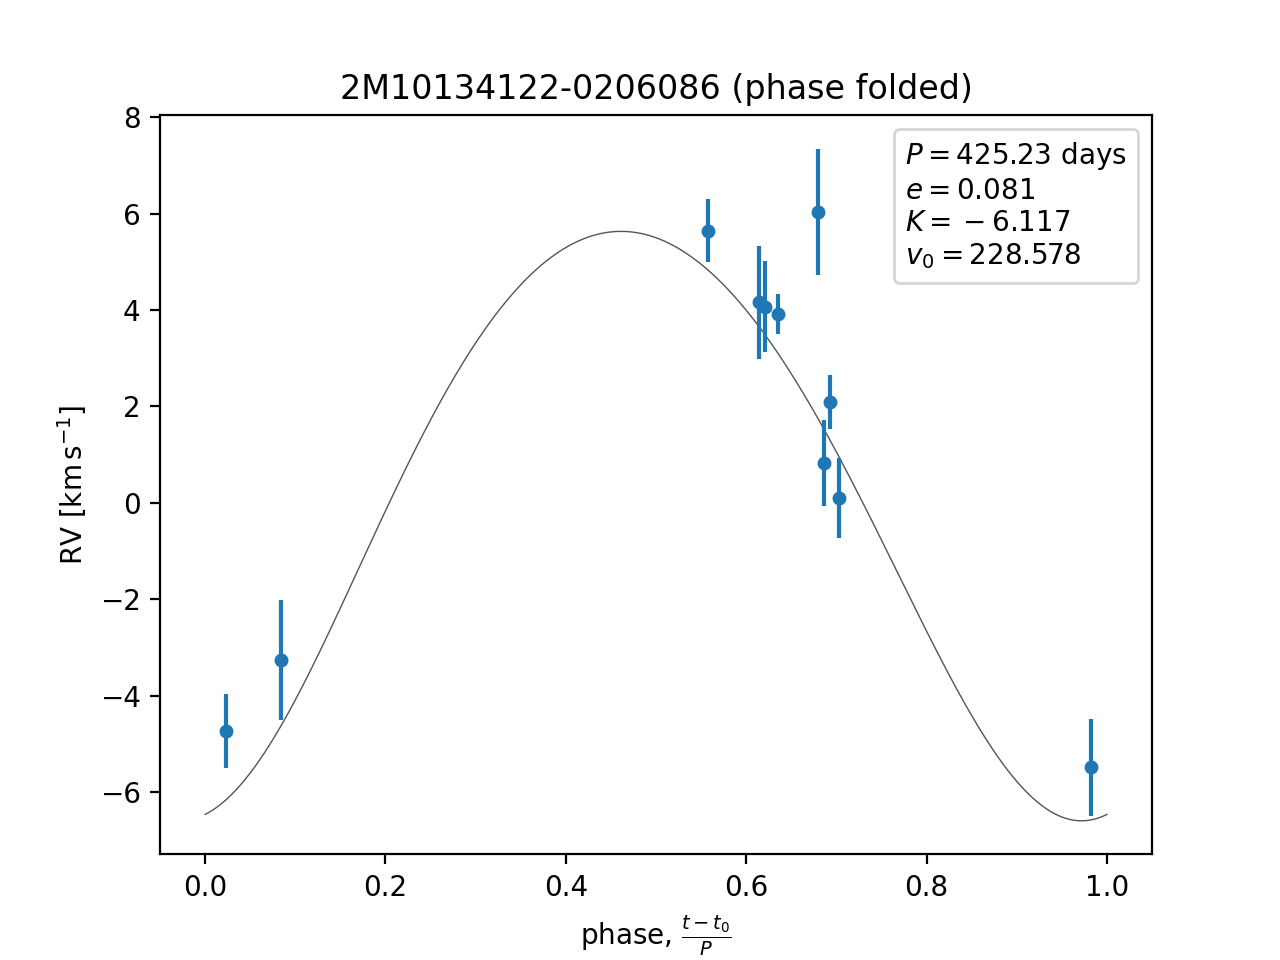 2M10134122-0206086 (phase folded)
P = 425.23 days
e = 0.081
K = −6.117
v₀ = 228.578
RV [km s⁻¹]
8
6
4
2
0
−2
−4
−6
0.0 0.2 0.4 0.6 0.8 1.0
phase, (t − t₀)/P